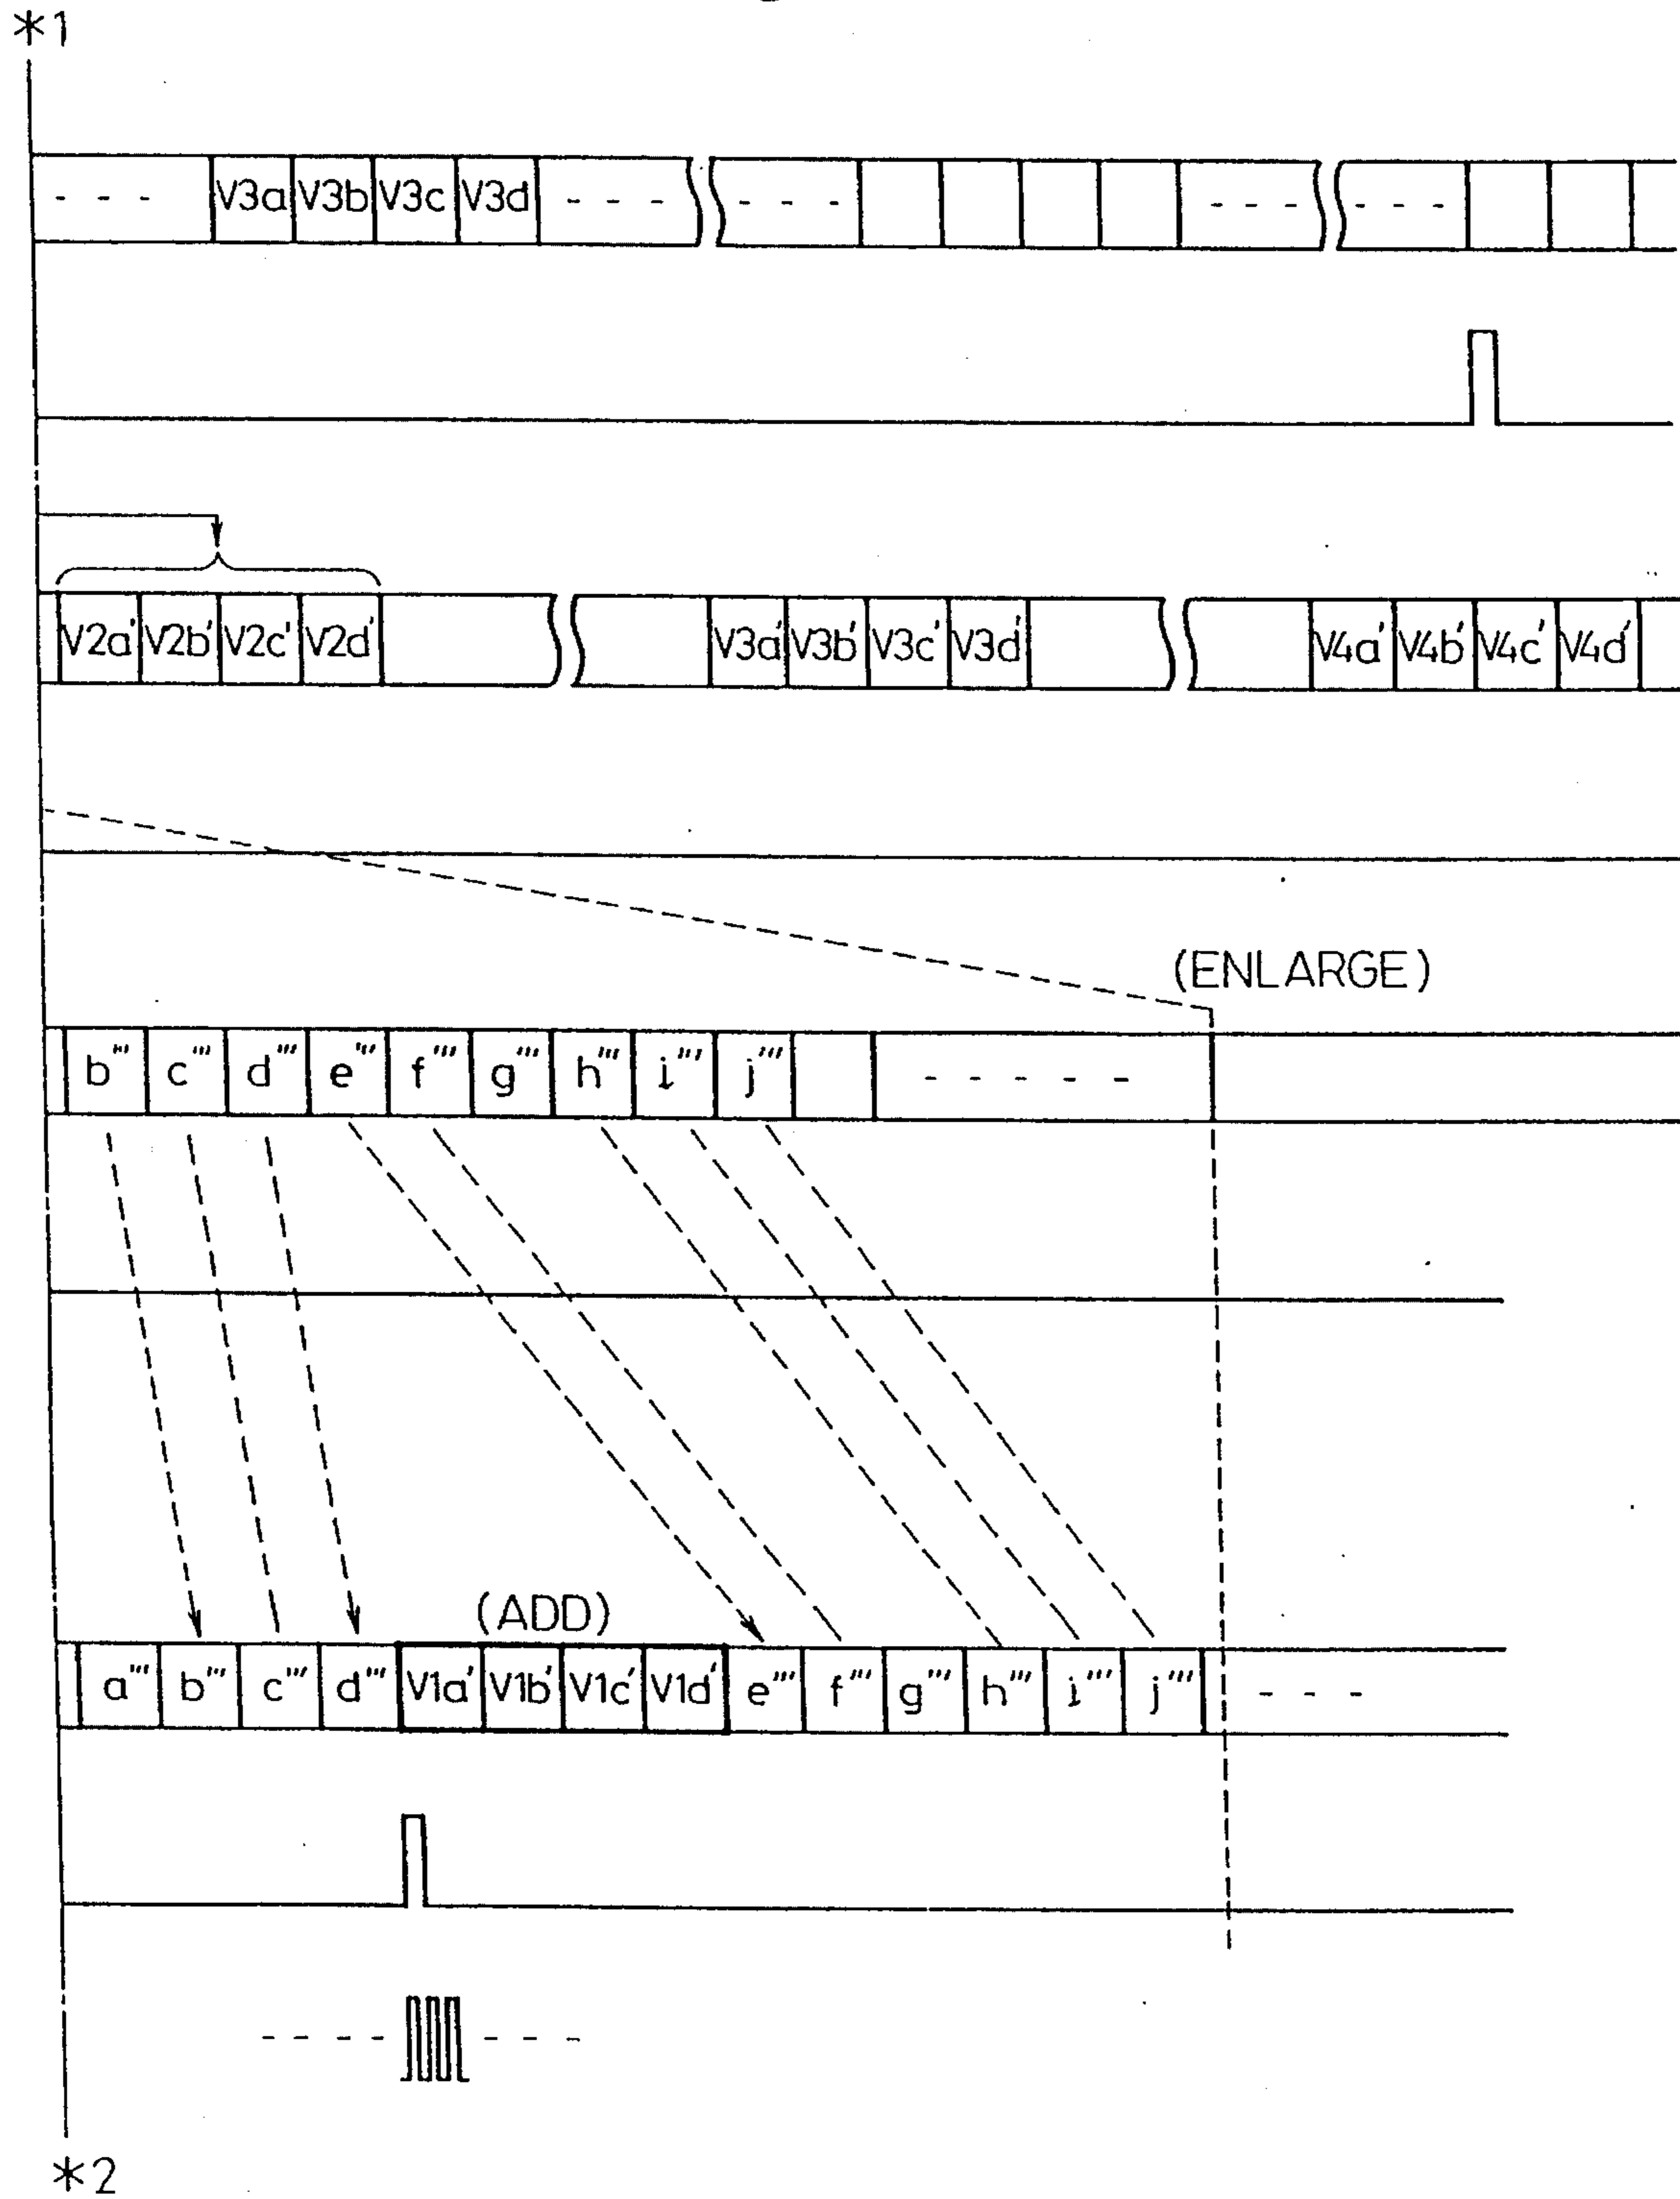 *1
- - - V3a V3b V3c V3d - - - - - - - - - - - - - - -
V2a' V2b' V2c' V2d' V3a' V3b' V3c' V3d' V4a' V4b' V4c' V4d'
(ENLARGE)
b''' c''' d''' e''' f''' g''' h''' i''' j''' - - - - -
(ADD)
a''' b''' c''' d''' V1a' V1b' V1c' V1d' e''' f''' g''' h''' i''' j''' - - -
*2